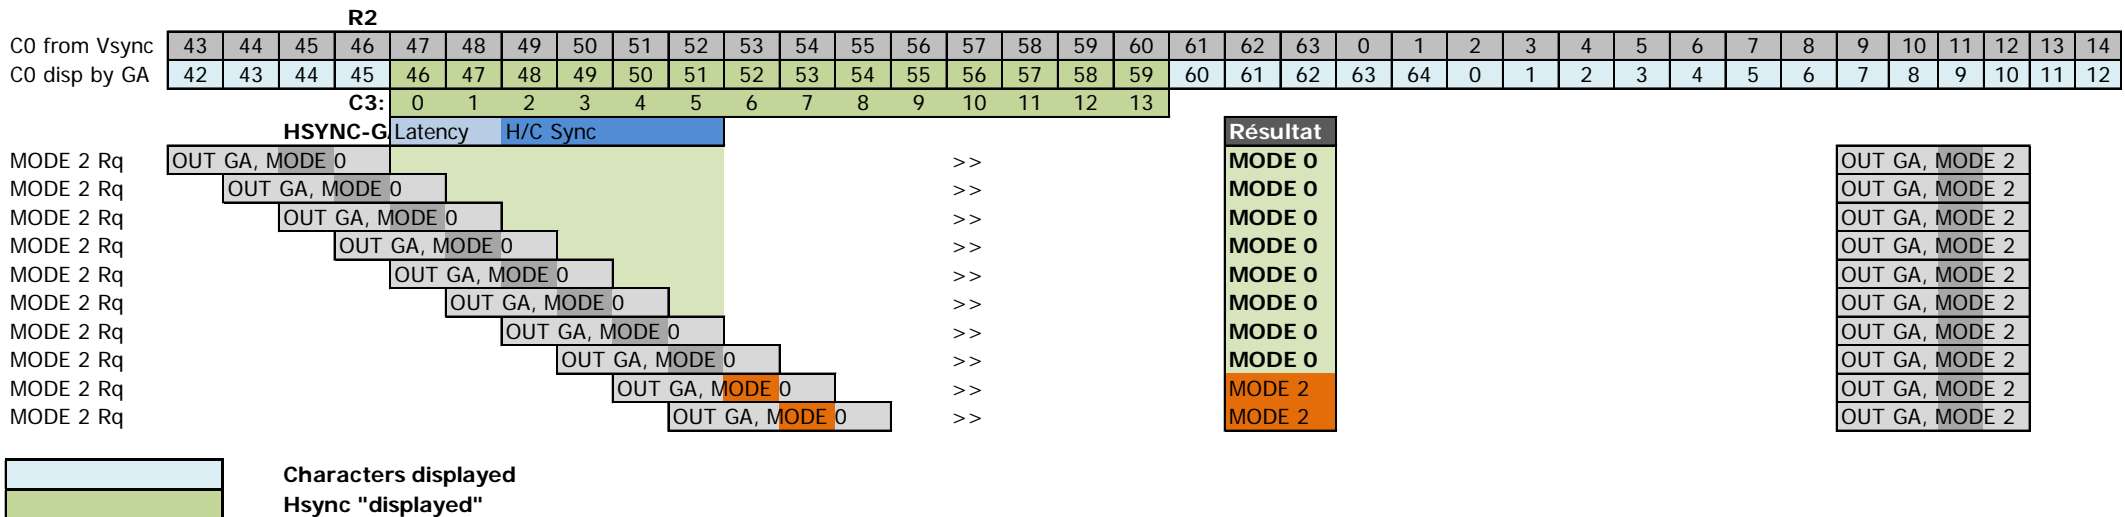 R2
C0 from Vsync 43 44 45 46 47 48 49 50 51 52 53 54 55 56 57 58 59 60 61 62 63 0 1 2 3 4 5 6 7 8 9 10 11 12 13 14
C0 disp by GA 42 43 44 45 46 47 48 49 50 51 52 53 54 55 56 57 58 59 60 61 62 63 64 0 1 2 3 4 5 6 7 8 9 10 11 12
C3: 0 1 2 3 4 5 6 7 8 9 10 11 12 13
HSYNC-GA Latency H/C Sync Résultat
MODE 2 Rq OUT GA, MODE 0 >> MODE 0 OUT GA, MODE 2
MODE 2 Rq OUT GA, MODE 0 >> MODE 0 OUT GA, MODE 2
MODE 2 Rq OUT GA, MODE 0 >> MODE 0 OUT GA, MODE 2
MODE 2 Rq OUT GA, MODE 0 >> MODE 0 OUT GA, MODE 2
MODE 2 Rq OUT GA, MODE 0 >> MODE 0 OUT GA, MODE 2
MODE 2 Rq OUT GA, MODE 0 >> MODE 0 OUT GA, MODE 2
MODE 2 Rq OUT GA, MODE 0 >> MODE 0 OUT GA, MODE 2
MODE 2 Rq OUT GA, MODE 0 >> MODE 0 OUT GA, MODE 2
MODE 2 Rq OUT GA, MODE 0 >> MODE 2 OUT GA, MODE 2
MODE 2 Rq OUT GA, MODE 0 >> MODE 2 OUT GA, MODE 2
Characters displayed
Hsync "displayed"